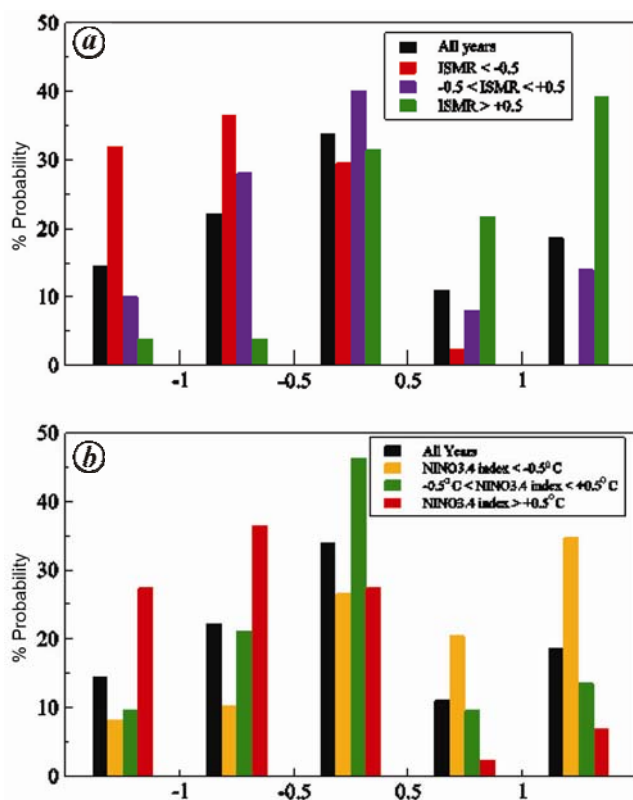 a
50
40
30
20
10
0
% Probability
All years
ISMR < -0.5
-0.5 < ISMR < +0.5
ISMR > +0.5
-1 -0.5 0.5 1
b
50
40
30
20
10
0
% Probability
All Years
NINO3.4 index < -0.5°C
-0.5°C < NINO3.4 index < +0.5°C
NINO3.4 index > +0.5°C
-1 -0.5 0.5 1